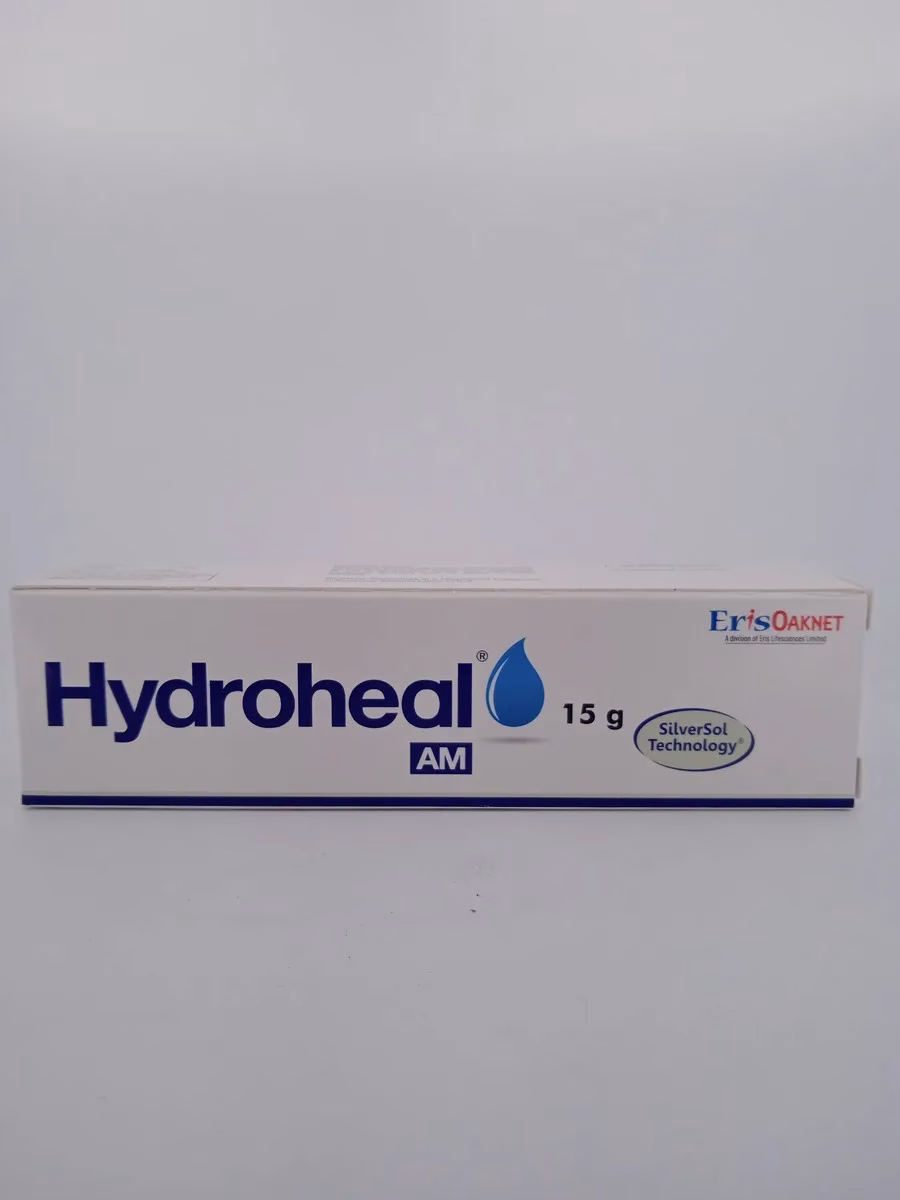 ErisOAKNET
A division of Eris Lifesciences Limited
Hydroheal®
AM
15 g
SilverSol
Technology®